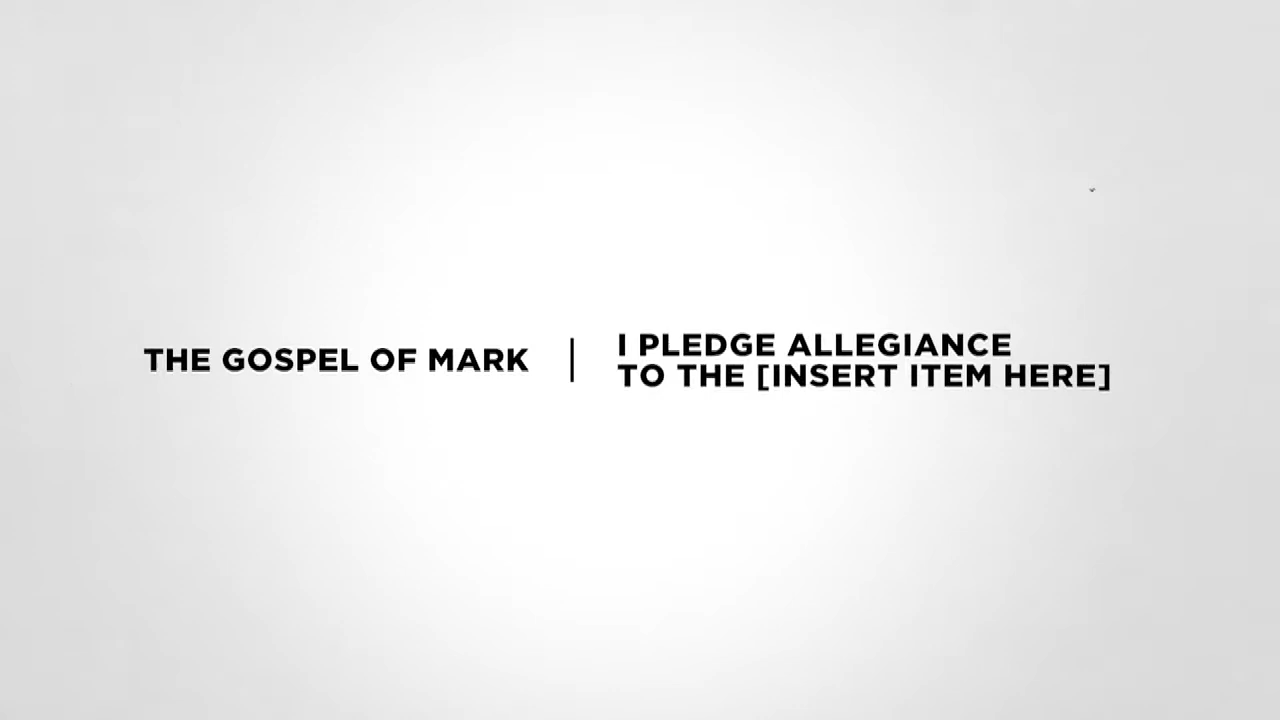 THE GOSPEL OF MARK
I PLEDGE ALLEGIANCE
TO THE [INSERT ITEM HERE]